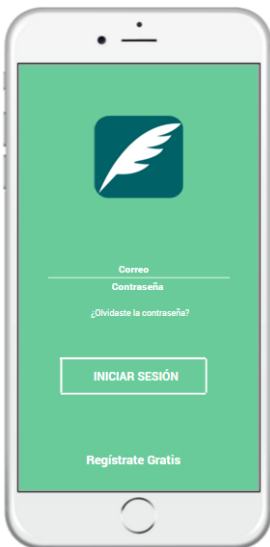 Correo
Contraseña
¿Olvidaste la contraseña?
INICIAR SESIÓN
Regístrate Gratis